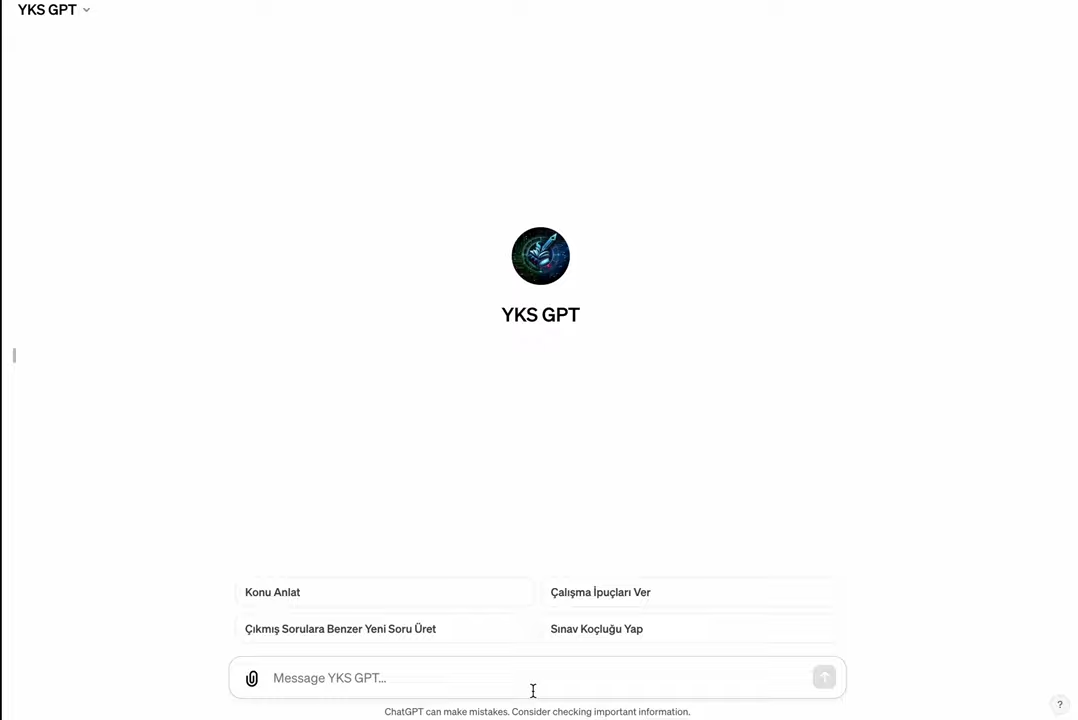 YKS GPT
YKS GPT
Konu Anlat
Çalışma İpuçları Ver
Çıkmış Sorulara Benzer Yeni Soru Üret
Sınav Koçluğu Yap
Message YKS GPT...
ChatGPT can make mistakes. Consider checking important information.
?